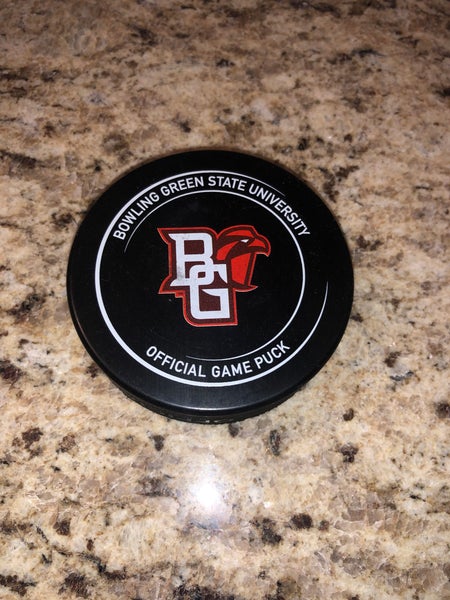 BOWLING GREEN STATE UNIVERSITY
BG
OFFICIAL GAME PUCK